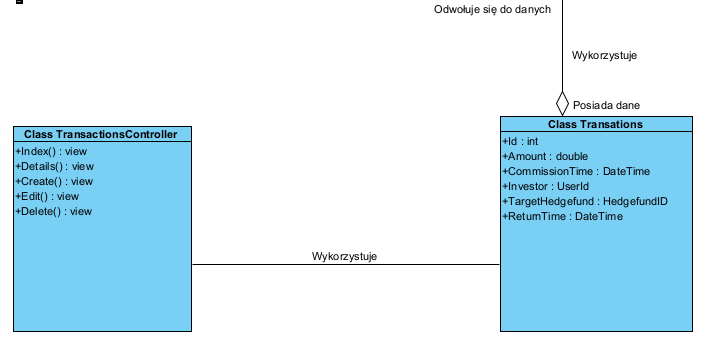 Odwołuje się do danych
Wykorzystuje
Posiada dane
Class TransactionsController
+Index() : view
+Details() : view
+Create() : view
+Edit() : view
+Delete() : view
Wykorzystuje
Class Transations
+Id : int
+Amount : double
+CommissionTime : DateTime
+Investor : UserId
+TargetHedgefund : HedgefundID
+ReturnTime : DateTime